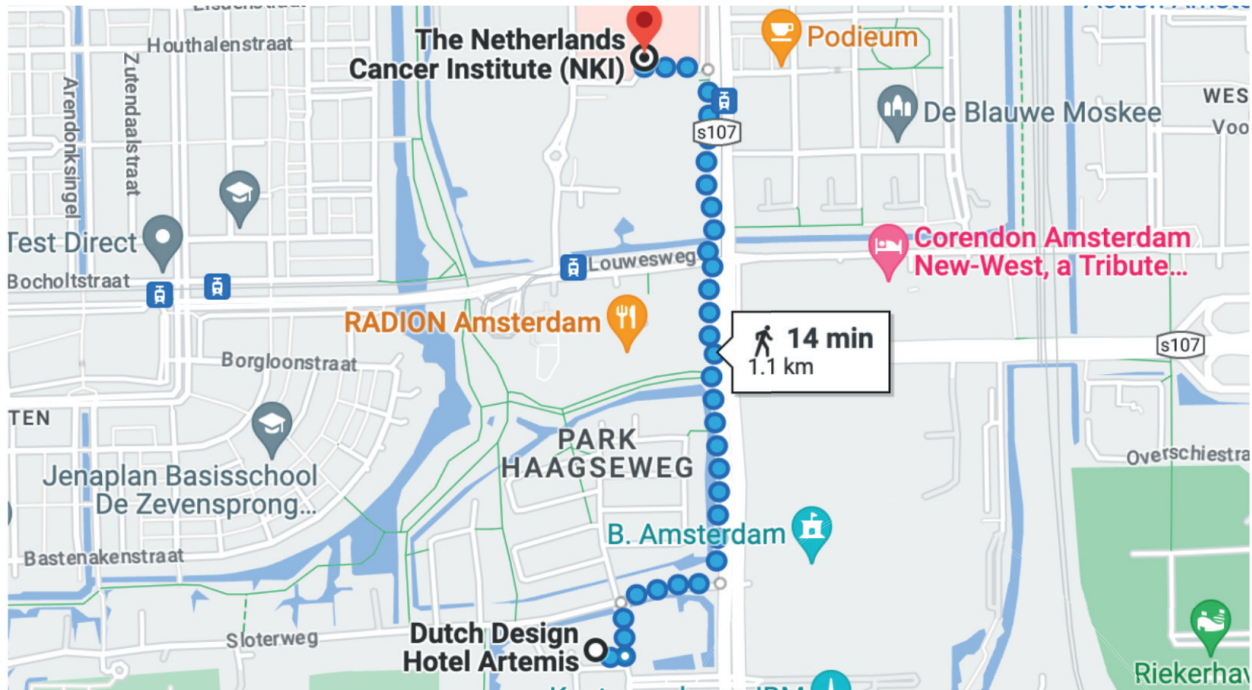 Houthalenstraat
The Netherlands
Cancer Institute (NKI)
Podieum
Zutendaalstraat
Arendonksingel
De Blauwe Moskee
WES
Voo
s107
Test Direct
Corendon Amsterdam
New-West, a Tribute...
Louwesweg
Bocholtstraat
RADION Amsterdam
14 min
1.1 km
s107
Borgloonstraat
TEN
PARK
HAAGSEWEG
Overschiestra
Jenaplan Basisschool
De Zevensprong...
B. Amsterdam
Bastenakenstraat
Sloterweg
Dutch Design
Hotel Artemis
Riekerhav